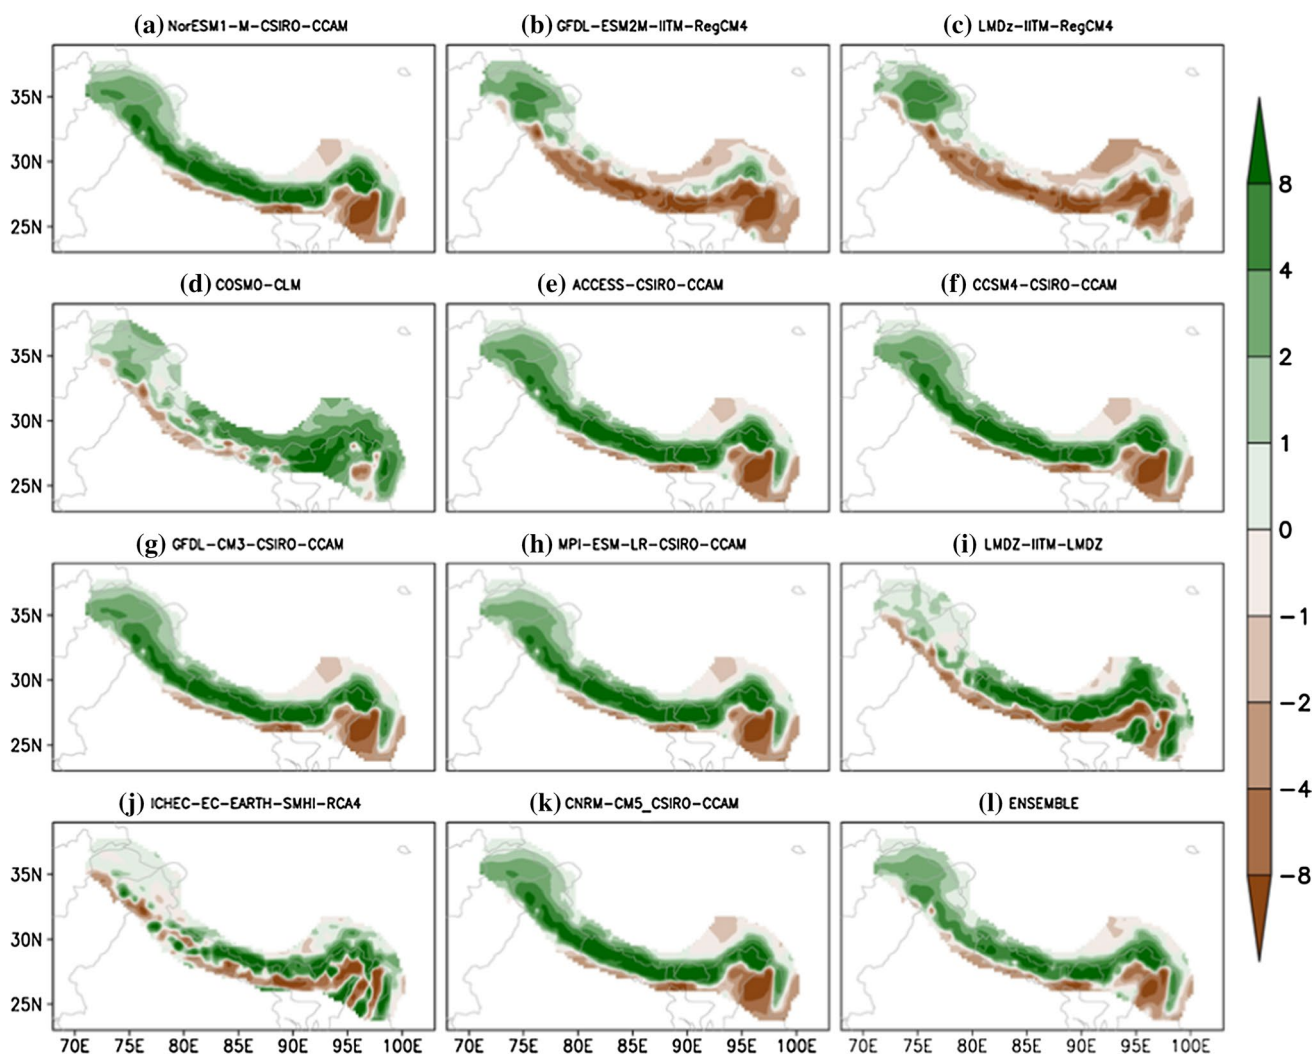 (a) NorESM1-M-CSIRO-CCAM
(b) GFDL-ESM2M-IITM-RegCM4
(c) LMDz-IITM-RegCM4
35N
30N
25N
(d) COSMO-CLM
(e) ACCESS-CSIRO-CCAM
(f) CCSM4-CSIRO-CCAM
35N
30N
25N
(g) GFDL-CM3-CSIRO-CCAM
(h) MPI-ESM-LR-CSIRO-CCAM
(i) LMDZ-IITM-LMDZ
35N
30N
25N
(j) ICHEC-EC-EARTH-SMHI-RCA4
(k) CNRM-CM5_CSIRO-CCAM
(l) ENSEMBLE
35N
30N
25N
70E 75E 80E 85E 90E 95E 100E
70E 75E 80E 85E 90E 95E 100E
70E 75E 80E 85E 90E 95E 100E
8
4
2
1
0
-1
-2
-4
-8